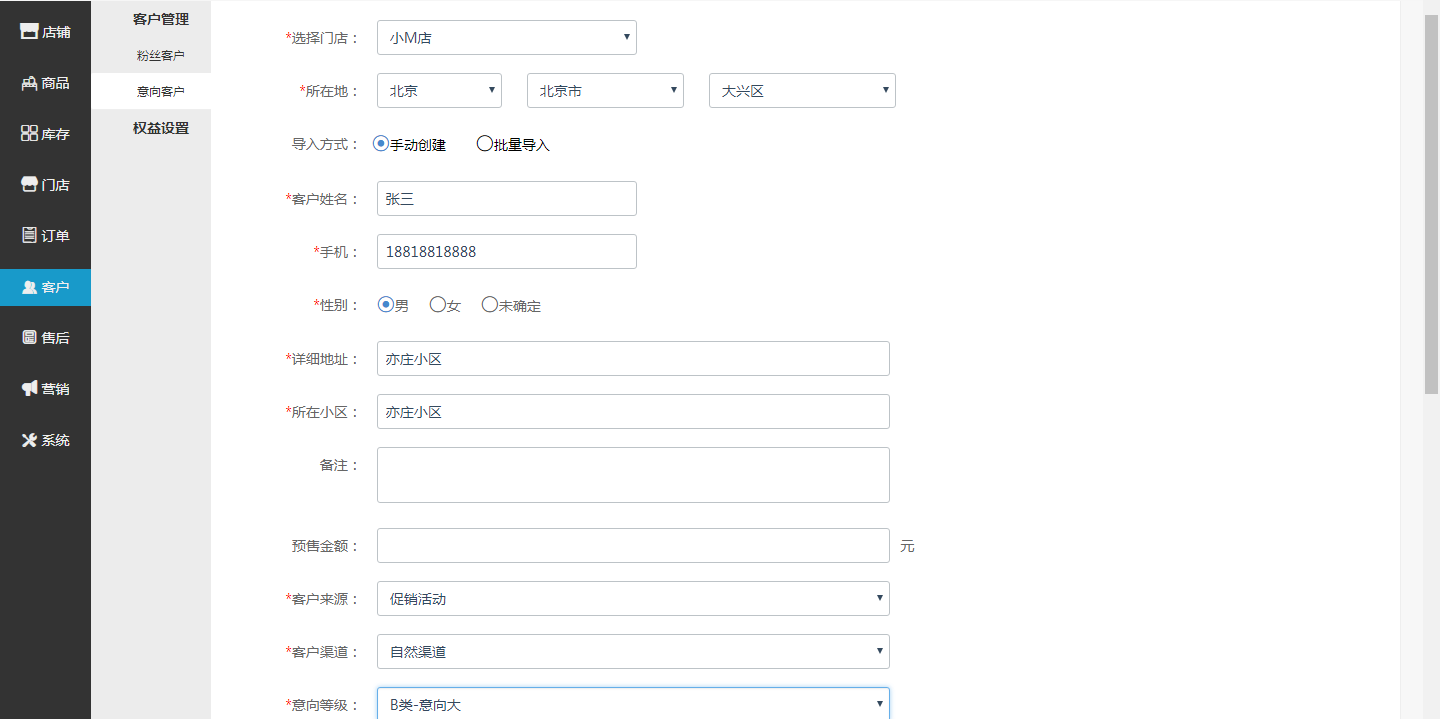 店铺
商品
库存
门店
订单
客户
售后
营销
系统
客户管理
粉丝客户
意向客户
权益设置
*选择门店： 小M店
*所在地： 北京 北京市 大兴区
导入方式： 手动创建 批量导入
*客户姓名： 张三
*手机： 18818818888
*性别： 男 女 未确定
*详细地址： 亦庄小区
*所在小区： 亦庄小区
备注：
预售金额： 元
*客户来源： 促销活动
*客户渠道： 自然渠道
*意向等级： B类-意向大